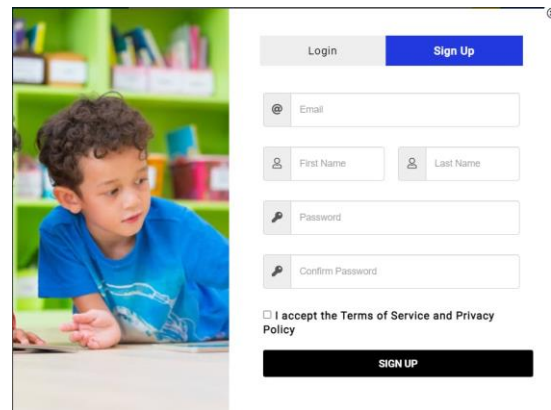 Login
Sign Up
@ Email
First Name
Last Name
Password
Confirm Password
I accept the Terms of Service and Privacy
Policy
SIGN UP